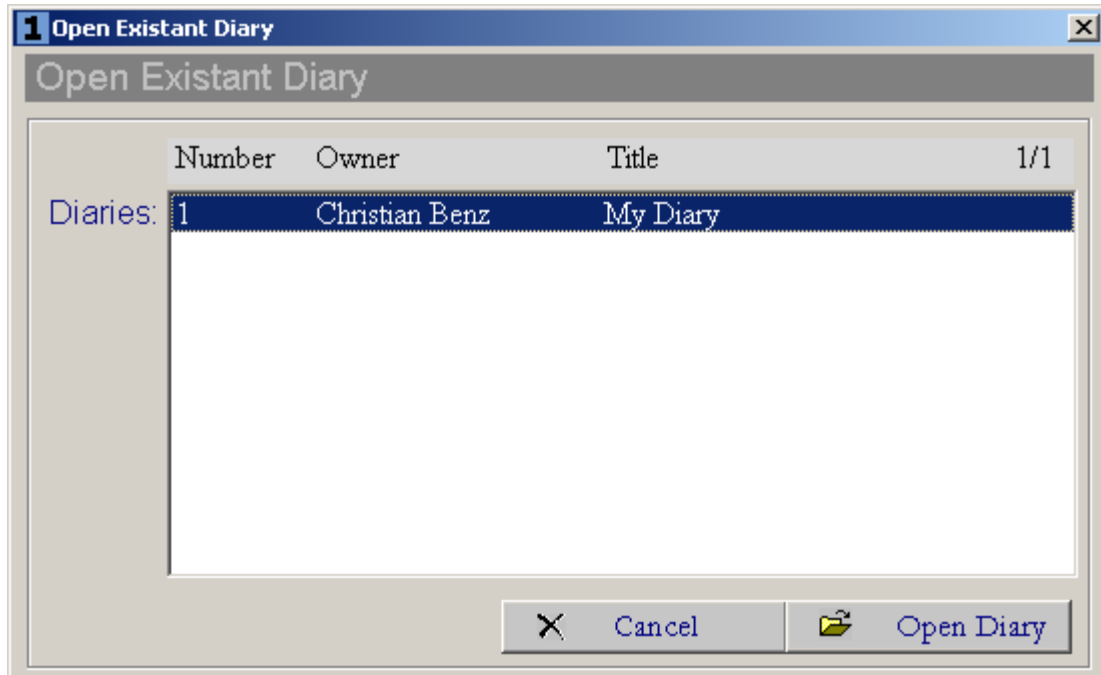 1 Open Existant Diary
Open Existant Diary
Number Owner Title 1/1
Diaries: 1 Christian Benz My Diary
Cancel Open Diary